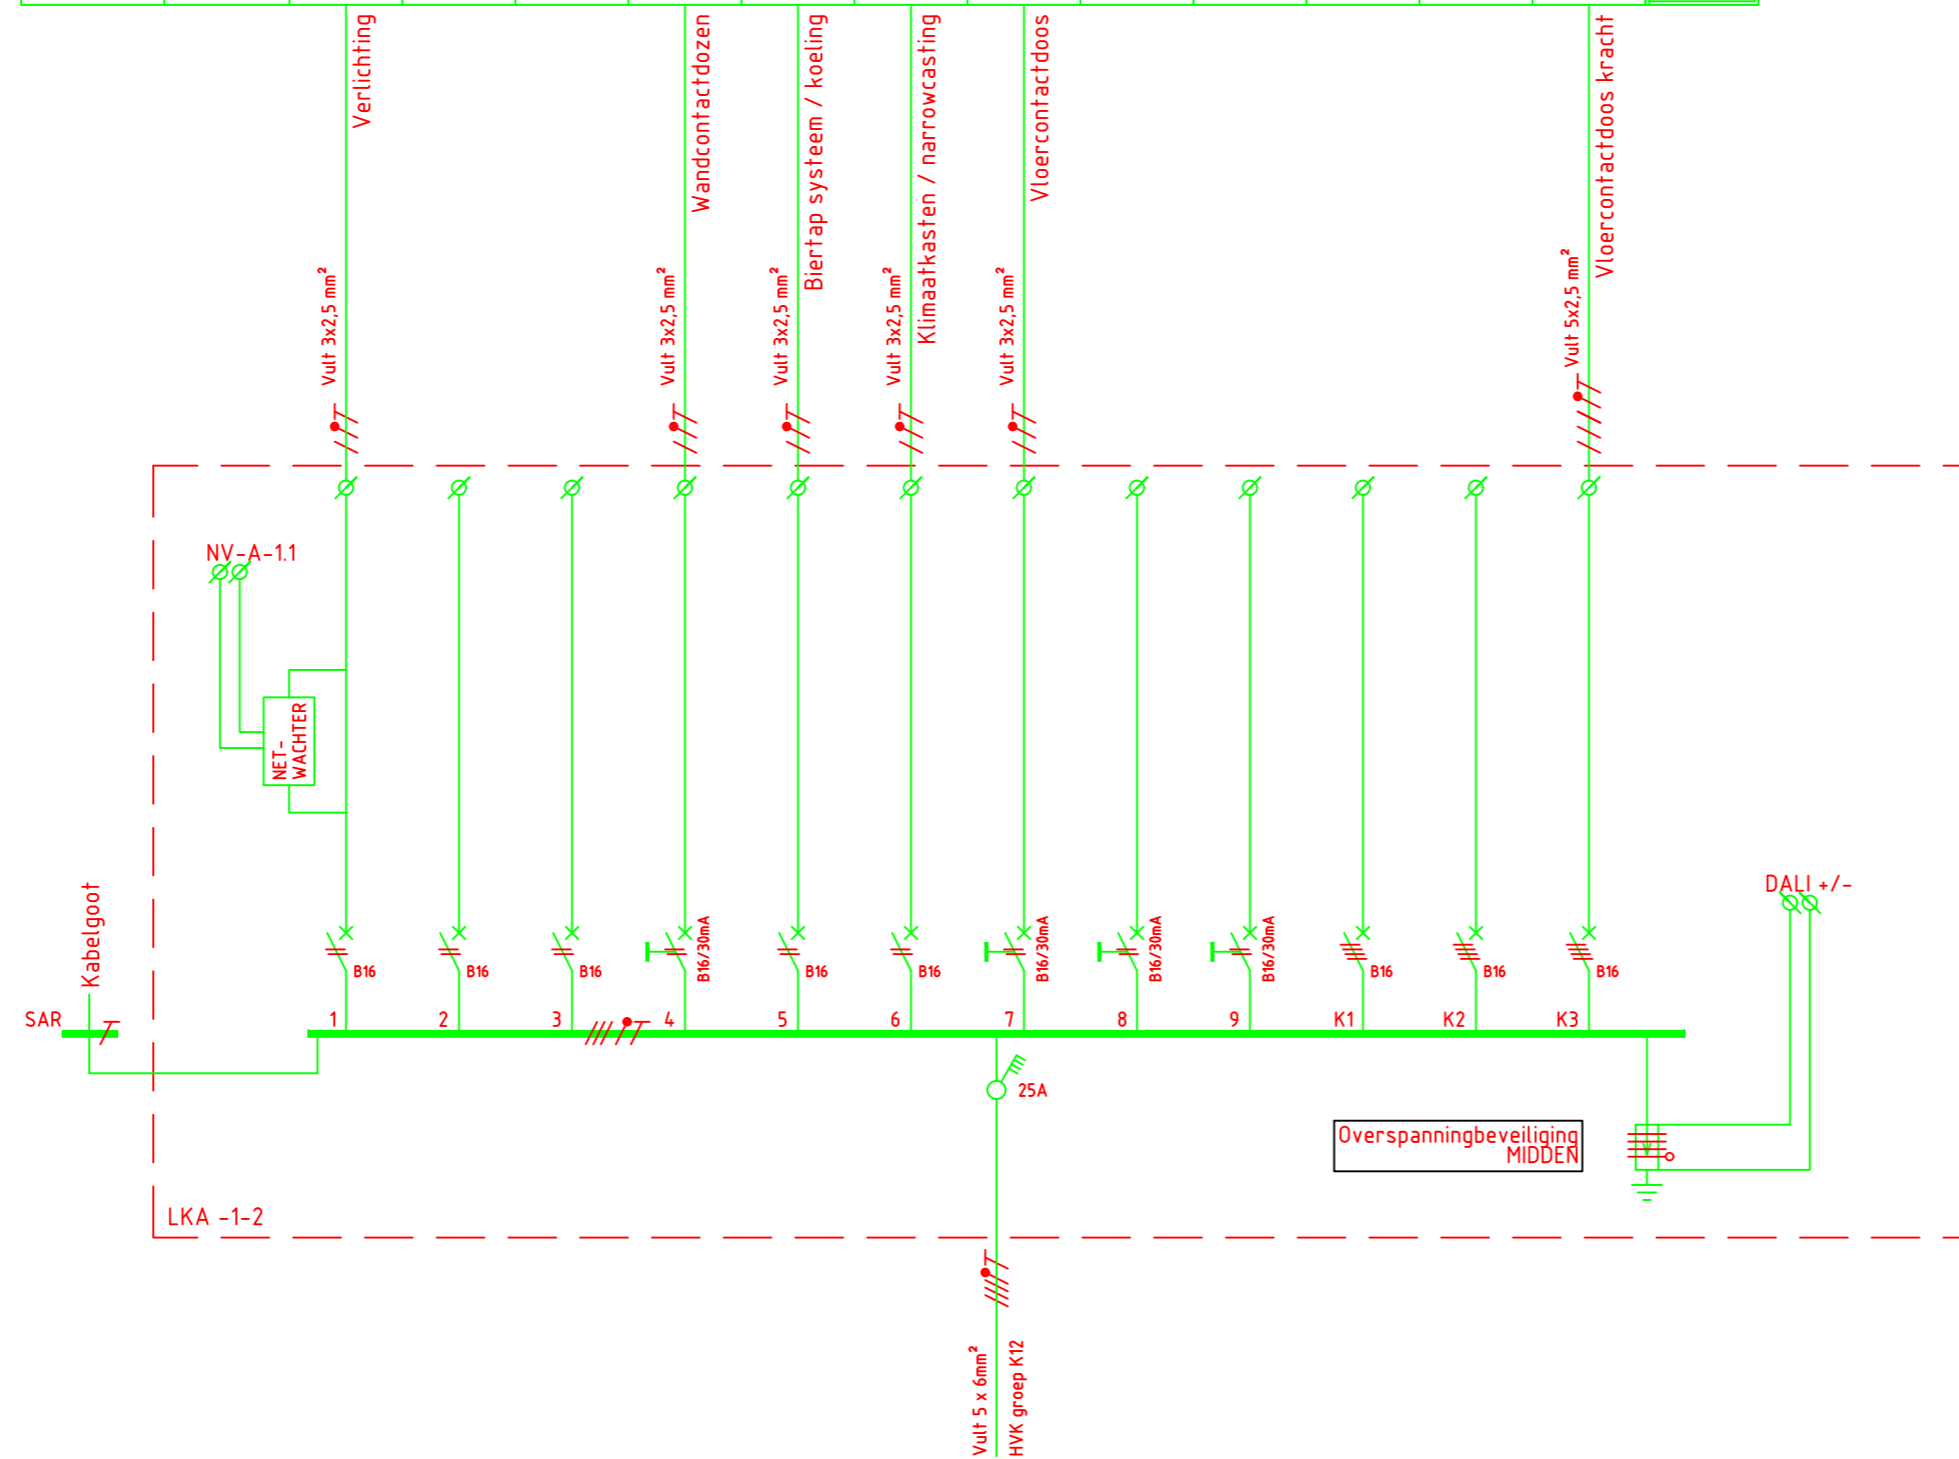 Verlichting
Wandcontactdozen
Biertap systeem / koeling
Klimaatkasten / narrowcasting
Vloercontactdoos
Vloercontactdoos kracht
Vult 3x2,5 mm²
Vult 3x2,5 mm²
Vult 3x2,5 mm²
Vult 3x2,5 mm²
Vult 3x2,5 mm²
Vult 5x2,5 mm²
NV-A-1.1
NET-
WACHTER
DALI +/-
Kabelgoot
B16
B16
B16
B16/30mA
B16
B16
B16/30mA
B16/30mA
B16/30mA
B16
B16
B16
SAR
1
2
3
4
5
6
7
8
9
K1
K2
K3
25A
Overspanningbeveiliging
MIDDEN
LKA -1-2
Vult 5 x 6mm²
HVK groep K12